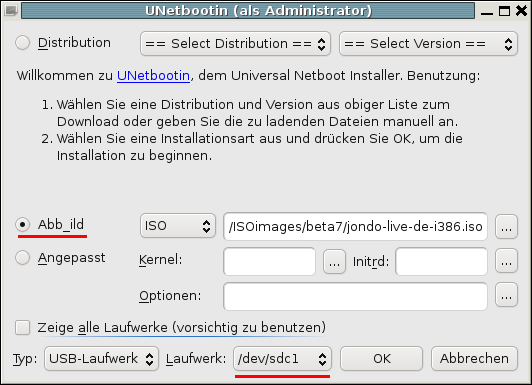 UNetbootin (als Administrator)
Distribution == Select Distribution == == Select Version ==
Willkommen zu UNetbootin, dem Universal Netboot Installer. Benutzung:
1. Wählen Sie eine Distribution und Version aus obiger Liste zum
Download oder geben Sie die zu ladenden Dateien manuell an.
2. Wählen Sie eine Installationsart aus und drücken Sie OK, um die
Installation zu beginnen.
Abb_ild ISO /ISOimages/beta7/jondo-live-de-i386.iso ...
Angepasst Kernel: ... Initrd: ...
Optionen:
Zeige alle Laufwerke (vorsichtig zu benutzen)
Typ: USB-Laufwerk Laufwerk: /dev/sdc1 OK Abbrechen